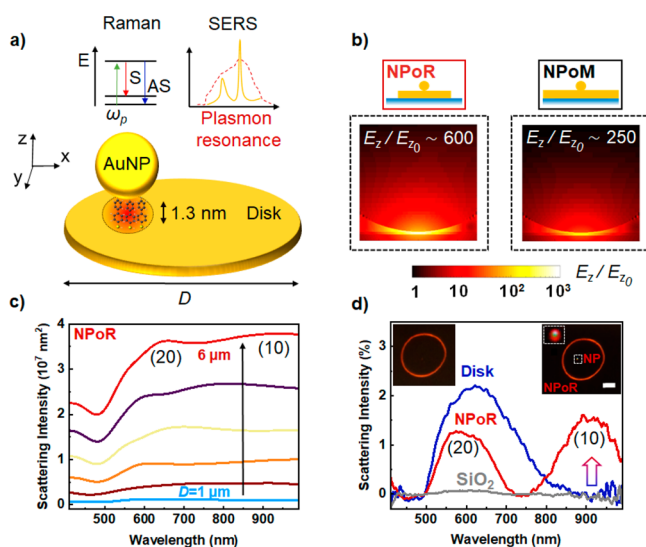 a)
Raman
SERS
E
S
AS
ωp
Plasmon
resonance
z
x
y
AuNP
1.3 nm
Disk
D
b)
NPoR
NPoM
Ez / Ez0 ~ 600
Ez / Ez0 ~ 250
Ez / Ez0
1
10
10²
10³
c)
NPoR
(20)
6 µm
(10)
D=1 µm
Scattering Intensity (10⁷ nm²)
4
3
2
1
0
500
600
700
800
900
Wavelength (nm)
d)
Disk
NPoR
(20)
NP
NPoR
(10)
SiO₂
Scattering Intensity (%)
4
3
2
1
0
500
600
700
800
900
Wavelength (nm)